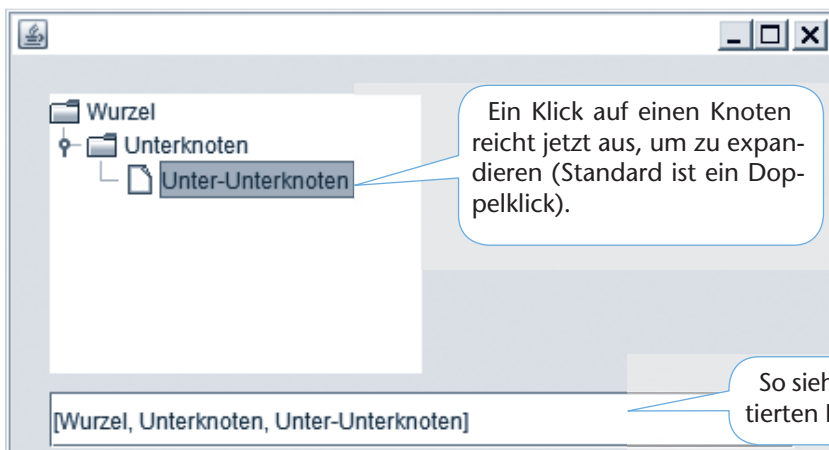 Wurzel
Unterknoten
Unter-Unterknoten
Ein Klick auf einen Knoten
reicht jetzt aus, um zu expan-
dieren (Standard ist ein Dop-
pelklick).
So
tierten
[Wurzel, Unterknoten, Unter-Unterknoten]